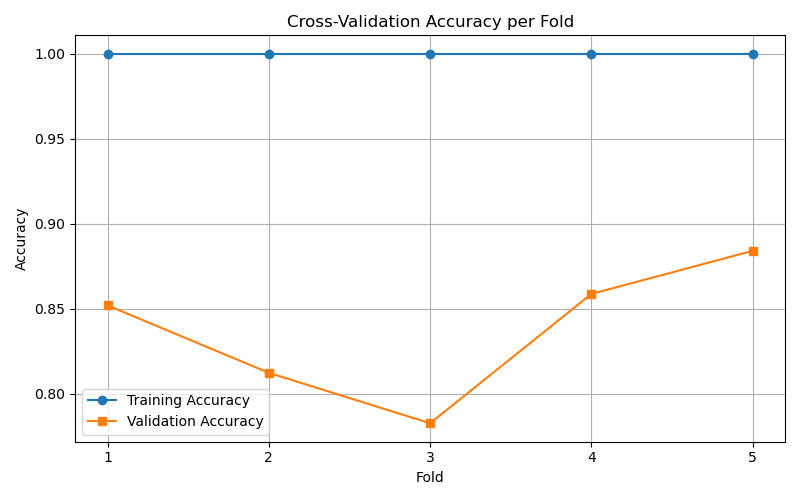 Cross-Validation Accuracy per Fold
Accuracy
1.00
0.95
0.90
0.85
0.80
Training Accuracy
Validation Accuracy
1 2 3 4 5
Fold